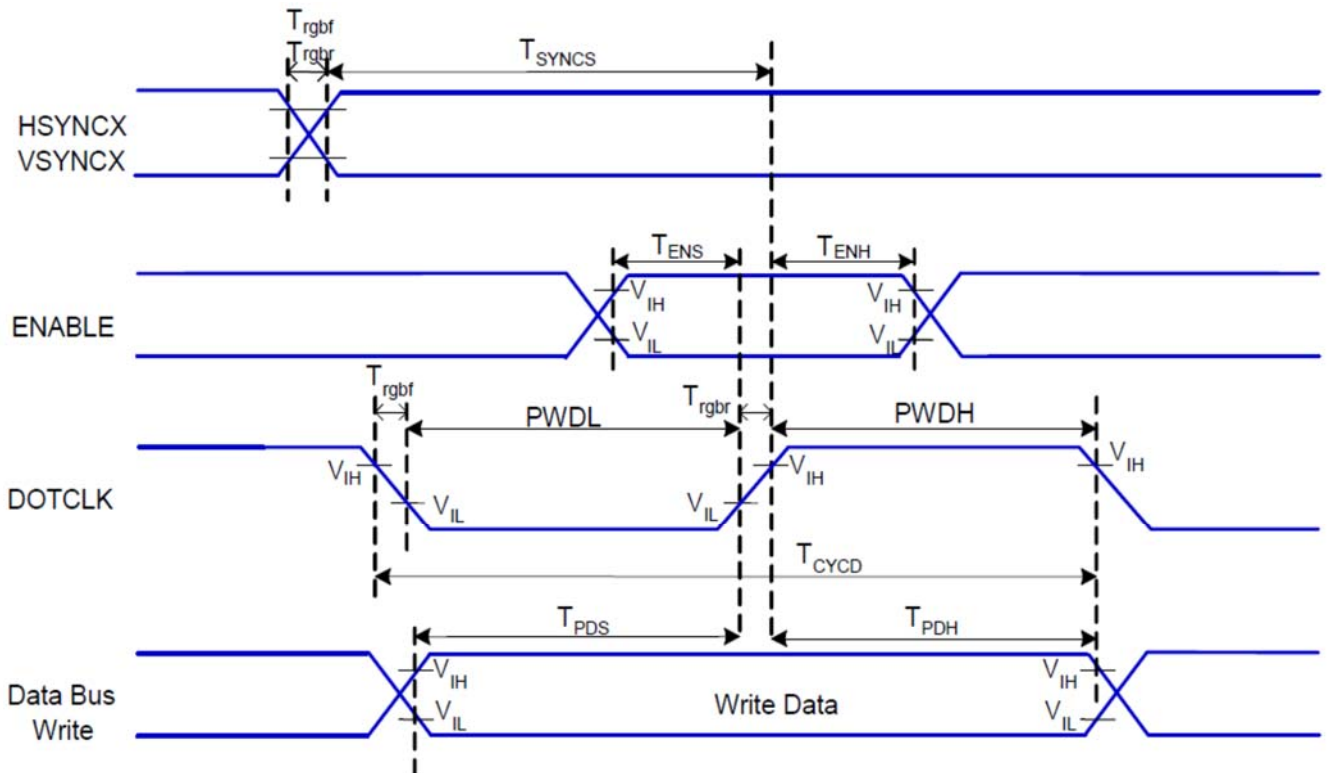 Trgbf
Trgbr
TSYNCS
HSYNCX
VSYNCX
TENS
TENH
VIH
VIH
ENABLE
VIL
VIL
Trgbf
PWDL
Trgbr
PWDH
VIH
VIH
VIH
DOTCLK
VIL
VIL
TCYCD
TPDS
TPDH
VIH
VIH
Data Bus
Write
Write Data
VIL
VIL